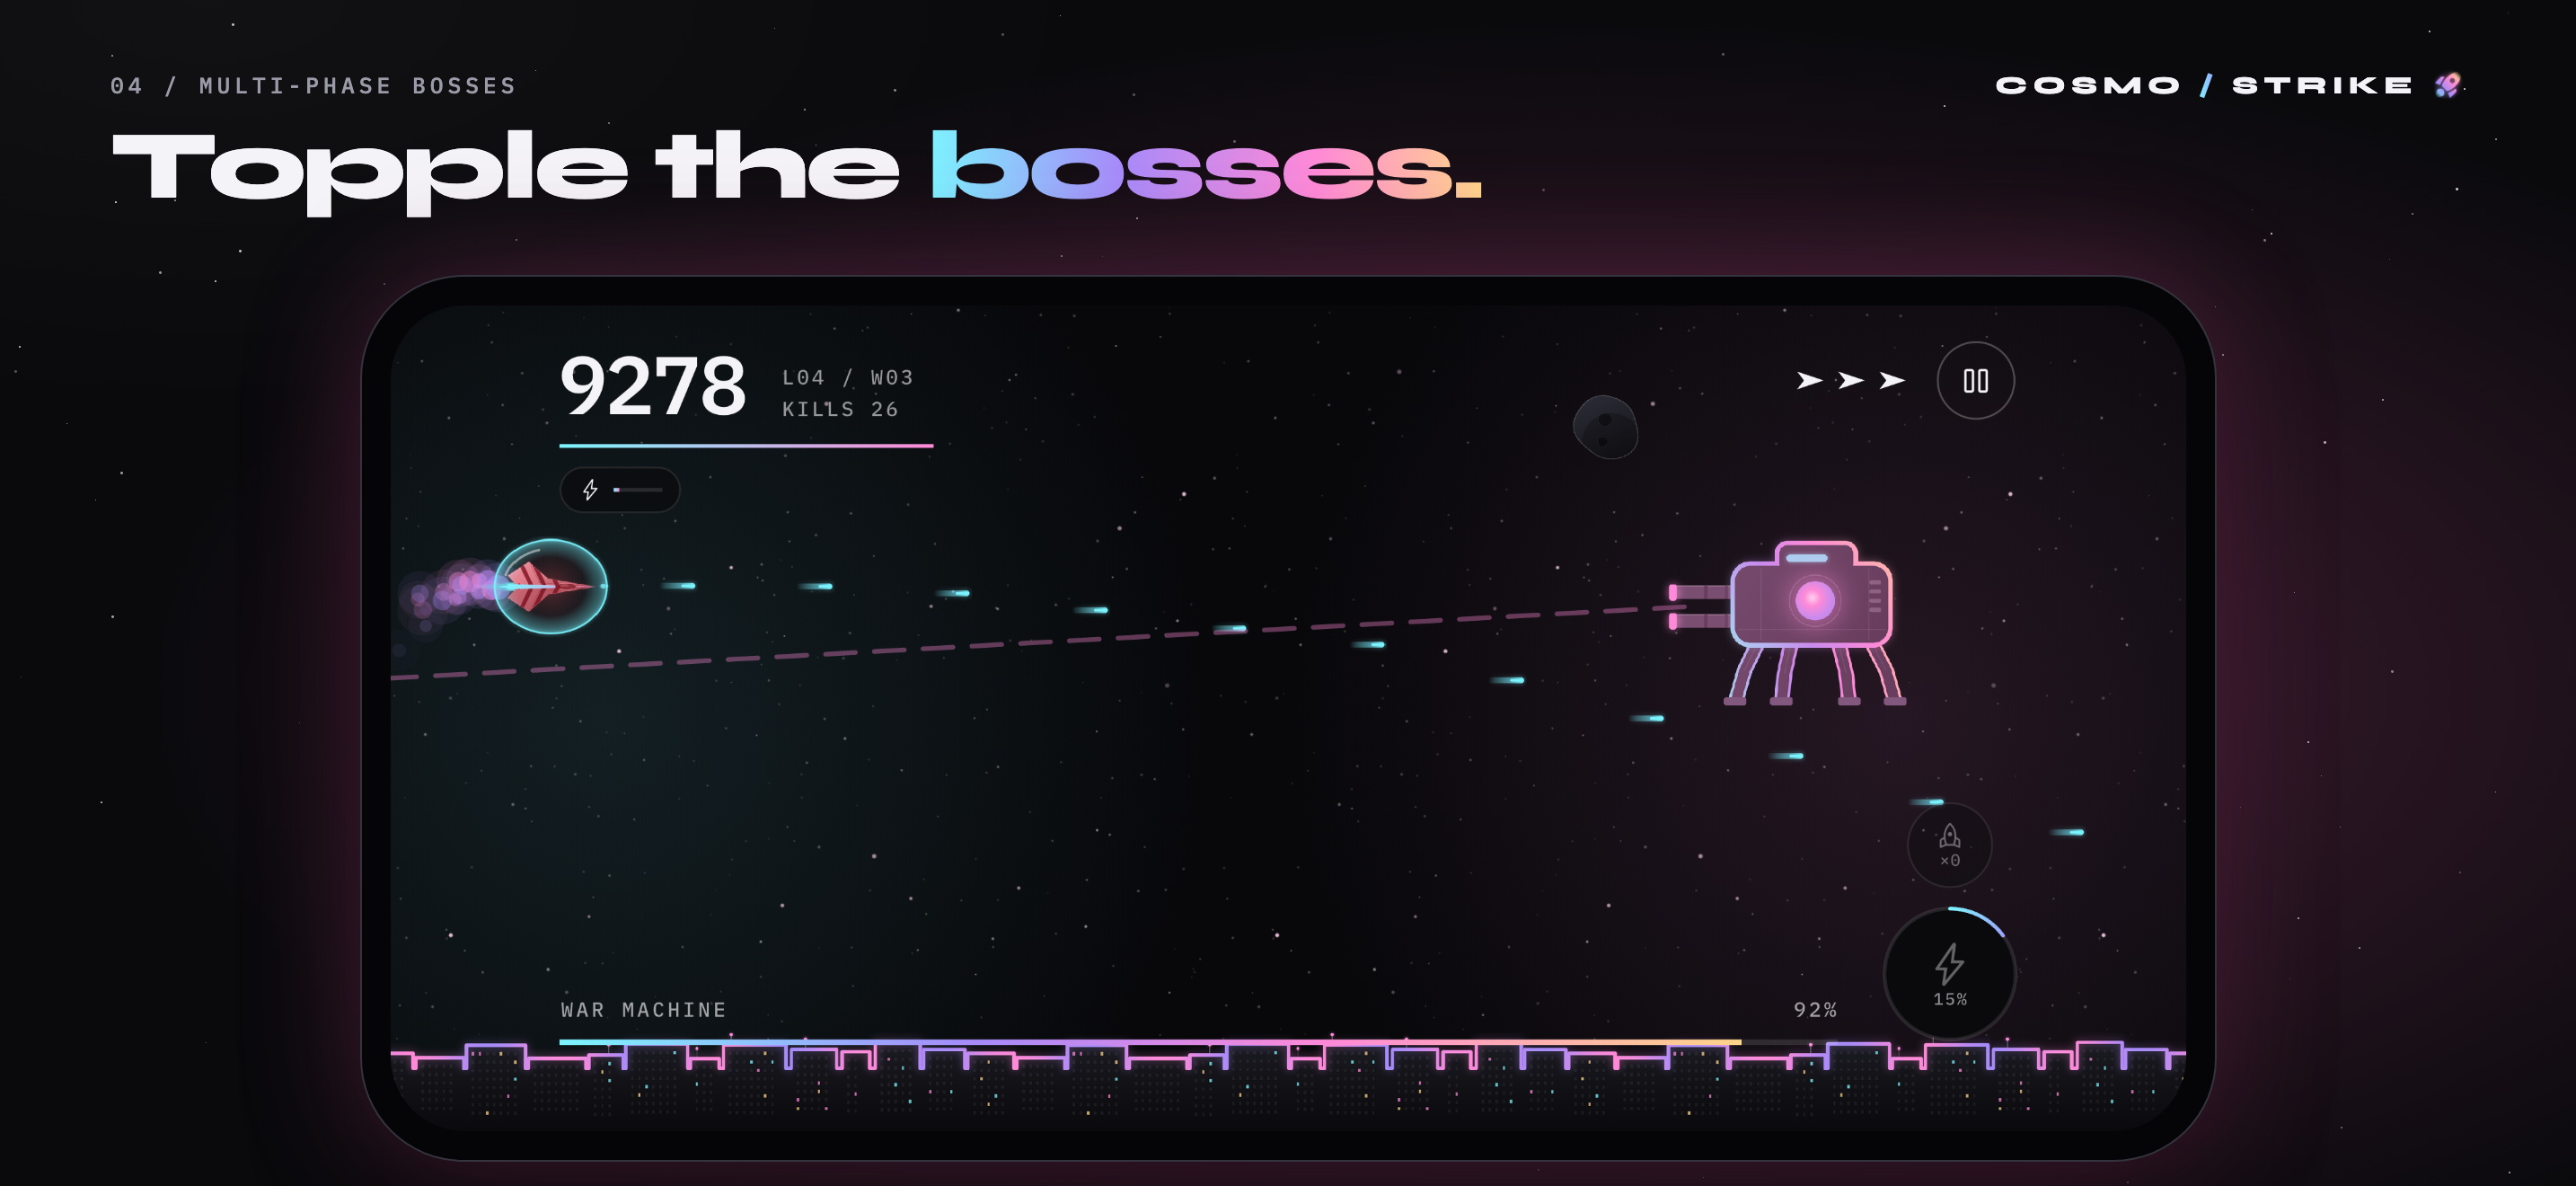 04 / MULTI-PHASE BOSSES
COSMO / STRIKE
Topple the bosses.
9278
L04 / W03
KILLS 26
×0
15%
WAR MACHINE
92%